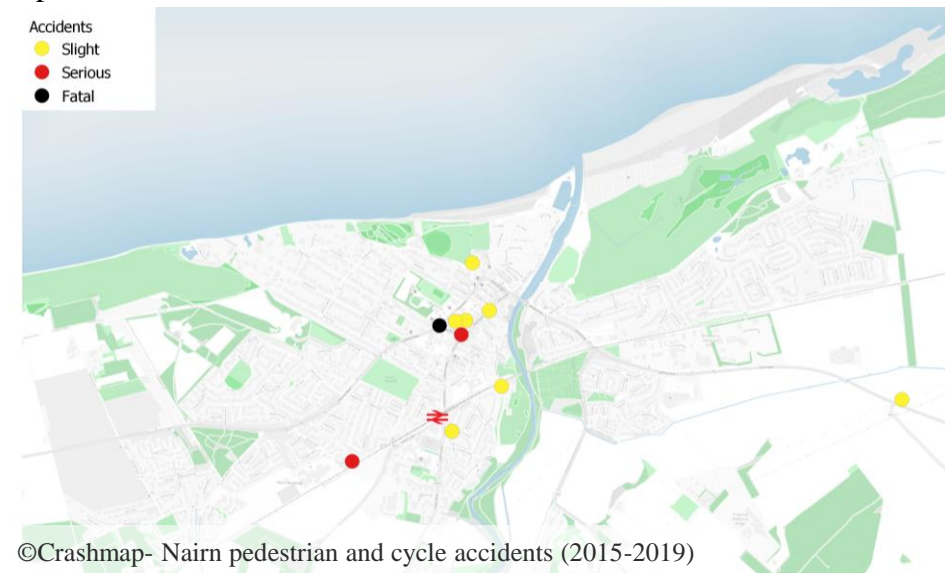 Accidents
Slight
Serious
Fatal
©Crashmap- Nairn pedestrian and cycle accidents (2015-2019)